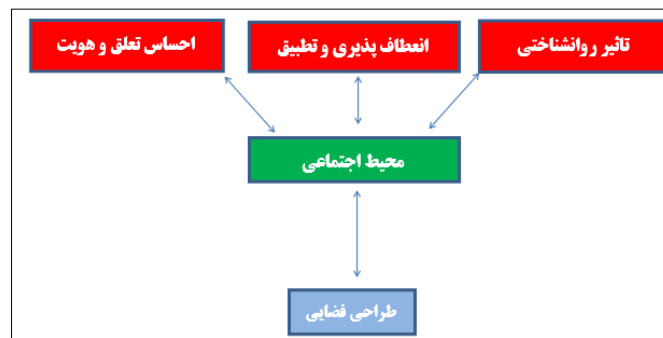 تاثیر روانشناختی
انعطاف پذیری و تطبیق
احساس تعلق و هویت
محیط اجتماعی
طراحی فضایی